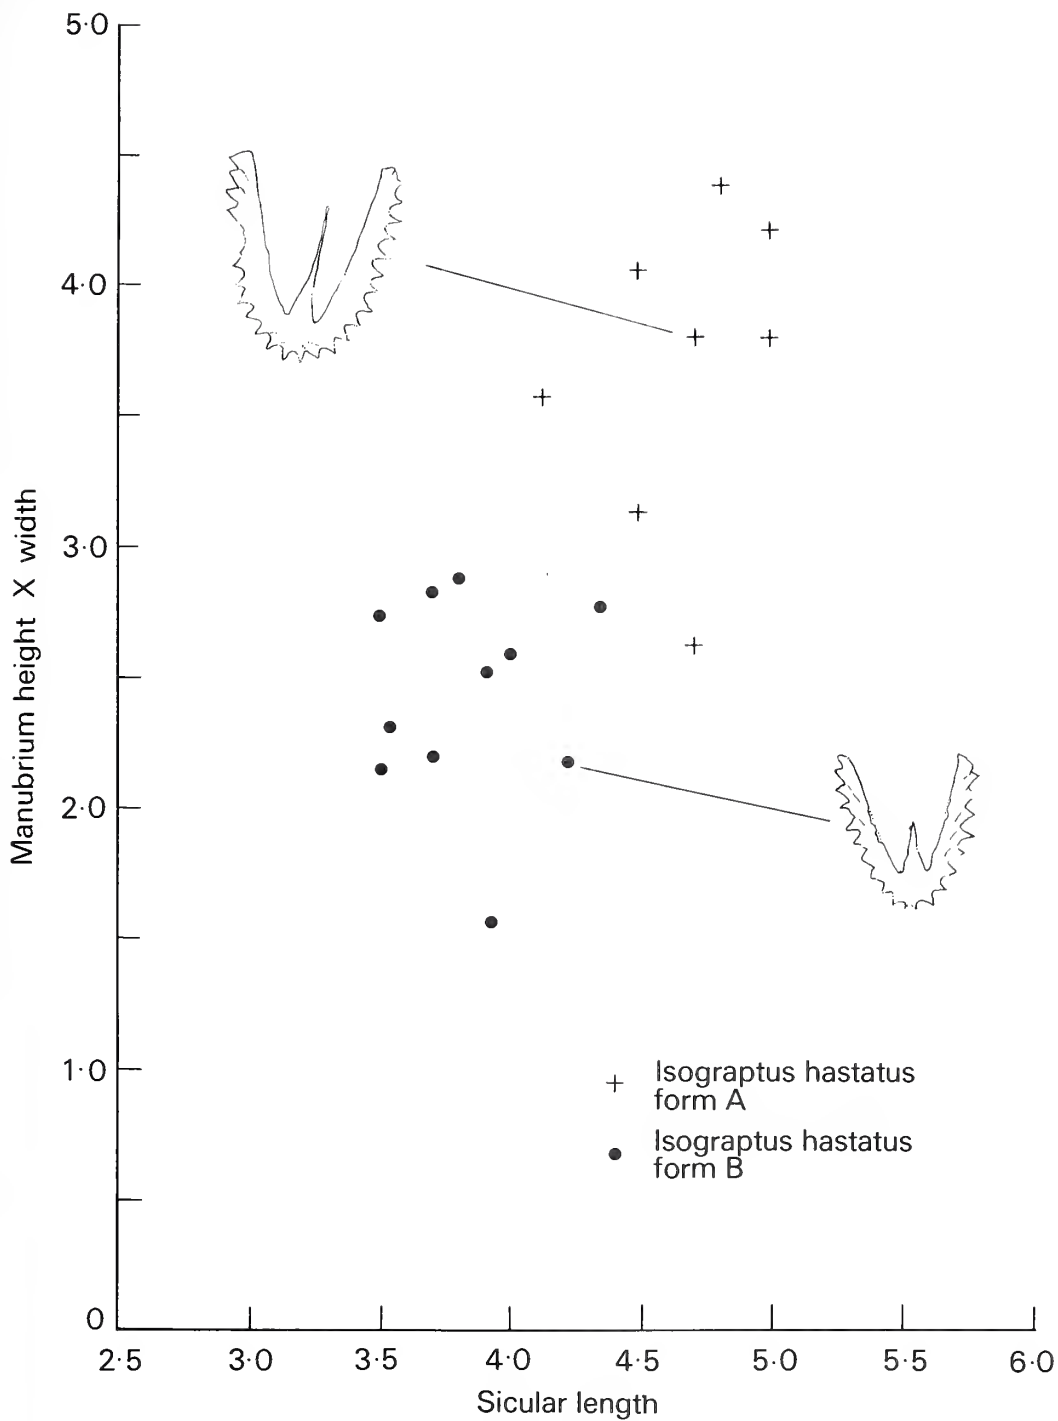 5·0
4·0
3·0
2·0
1·0
0
Manubrium height X width
Isograptus hastatus
form A
Isograptus hastatus
form B
2·5 3·0 3·5 4·0 4·5 5·0 5·5 6·0
Sicular length